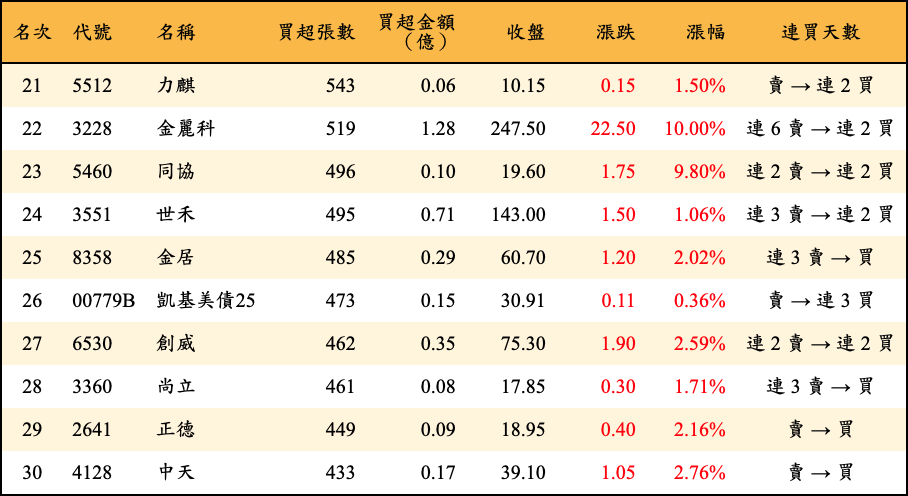 名次 代號 名稱 買超張數 買超金額（億） 收盤 漲跌 漲幅 連買天數
21 5512 力麒 543 0.06 10.15 0.15 1.50% 賣→連2買
22 3228 金麗科 519 1.28 247.50 22.50 10.00% 連6賣→連2買
23 5460 同協 496 0.10 19.60 1.75 9.80% 連2賣→連2買
24 3551 世禾 495 0.71 143.00 1.50 1.06% 連3賣→連2買
25 8358 金居 485 0.29 60.70 1.20 2.02% 連3賣→買
26 00779B 凱基美債25 473 0.15 30.91 0.11 0.36% 賣→連3買
27 6530 創威 462 0.35 75.30 1.90 2.59% 連2賣→連2買
28 3360 尚立 461 0.08 17.85 0.30 1.71% 連3賣→買
29 2641 正德 449 0.09 18.95 0.40 2.16% 賣→買
30 4128 中天 433 0.17 39.10 1.05 2.76% 賣→買